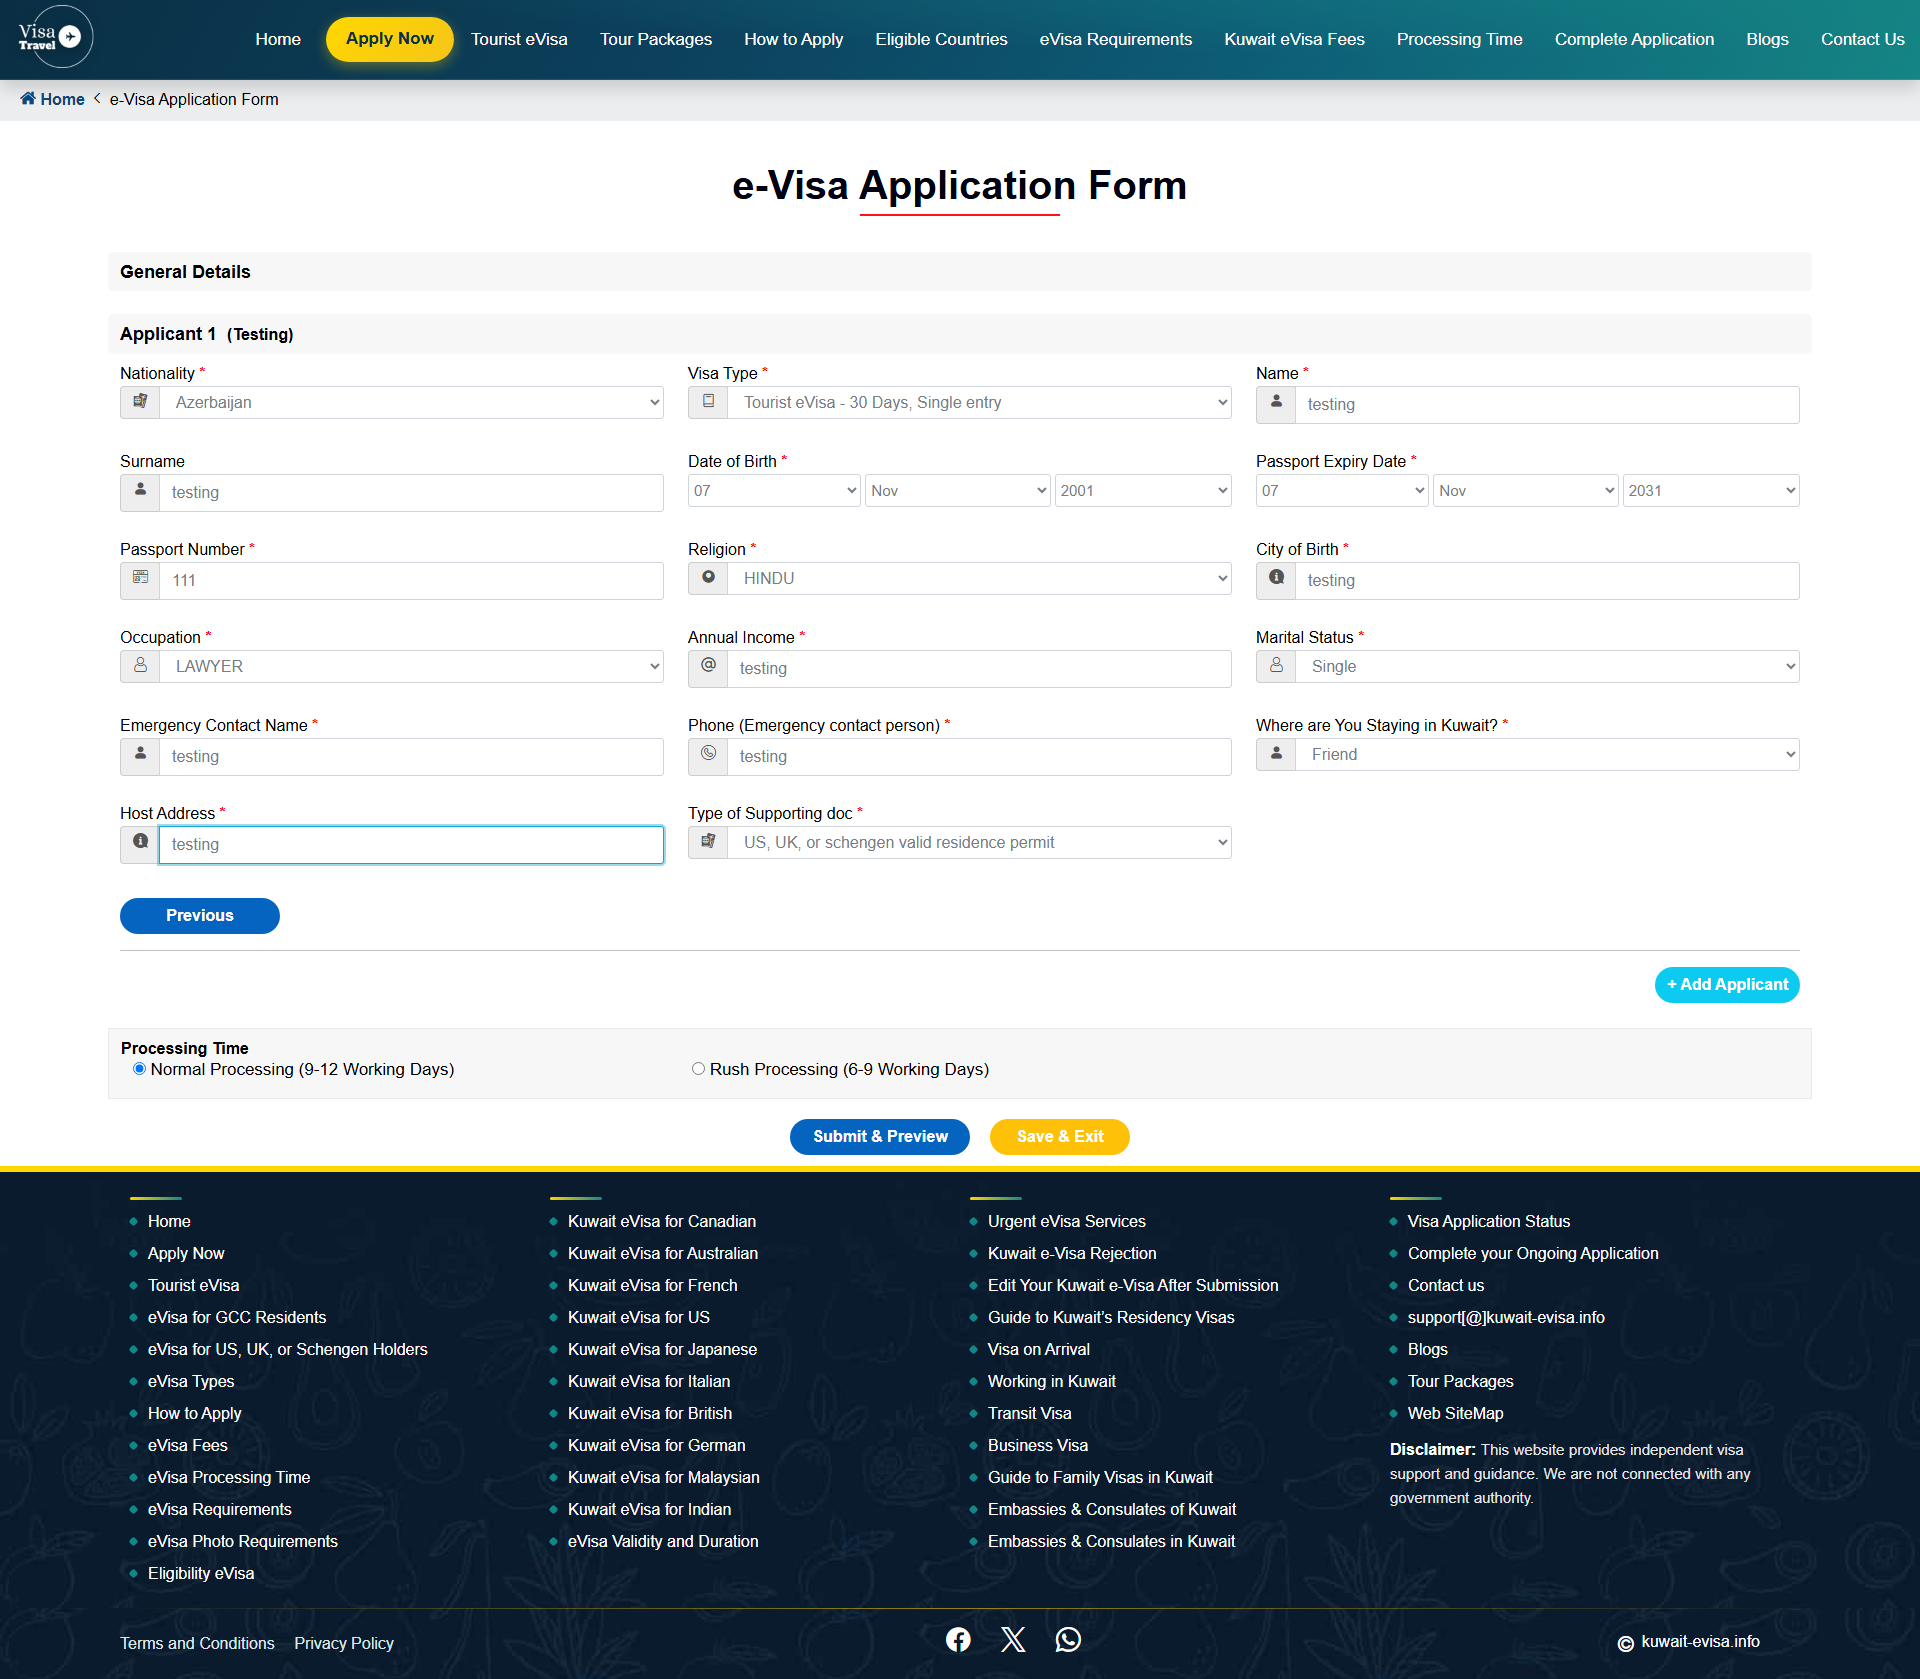 Visa
Travel
Home
Apply Now
Tourist eVisa
Tour Packages
How to Apply
Eligible Countries
eVisa Requirements
Kuwait eVisa Fees
Processing Time
Complete Application
Blogs
Contact Us
Home < e-Visa Application Form
e-Visa Application Form
General Details
Applicant 1 (Testing)
Nationality *
Azerbaijan
Visa Type *
Tourist eVisa - 30 Days, Single entry
Name *
testing
Surname
testing
Date of Birth *
07 Nov 2001
Passport Expiry Date *
07 Nov 2031
Passport Number *
111
Religion *
HINDU
City of Birth *
testing
Occupation *
LAWYER
Annual Income *
testing
Marital Status *
Single
Emergency Contact Name *
testing
Phone (Emergency contact person) *
testing
Where are You Staying in Kuwait? *
Friend
Host Address *
testing
Type of Supporting doc *
US, UK, or schengen valid residence permit
Previous
+ Add Applicant
Processing Time
Normal Processing (9-12 Working Days)
Rush Processing (6-9 Working Days)
Submit & Preview
Save & Exit
Home
Apply Now
Tourist eVisa
eVisa for GCC Residents
eVisa for US, UK, or Schengen Holders
eVisa Types
How to Apply
eVisa Fees
eVisa Processing Time
eVisa Requirements
eVisa Photo Requirements
Eligibility eVisa
Kuwait eVisa for Canadian
Kuwait eVisa for Australian
Kuwait eVisa for French
Kuwait eVisa for US
Kuwait eVisa for Japanese
Kuwait eVisa for Italian
Kuwait eVisa for British
Kuwait eVisa for German
Kuwait eVisa for Malaysian
Kuwait eVisa for Indian
eVisa Validity and Duration
Urgent eVisa Services
Kuwait e-Visa Rejection
Edit Your Kuwait e-Visa After Submission
Guide to Kuwait’s Residency Visas
Visa on Arrival
Working in Kuwait
Transit Visa
Business Visa
Guide to Family Visas in Kuwait
Embassies & Consulates of Kuwait
Embassies & Consulates in Kuwait
Visa Application Status
Complete your Ongoing Application
Contact us
support[@]kuwait-evisa.info
Blogs
Tour Packages
Web SiteMap
Disclaimer: This website provides independent visa
support and guidance. We are not connected with any
government authority.
Terms and Conditions
Privacy Policy
© kuwait-evisa.info